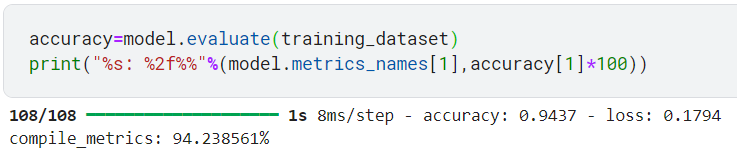 accuracy=model.evaluate(training_dataset)
print("%s: %2f%%"%(model.metrics_names[1],accuracy[1]*100))
108/108 ━━━━━━━━━━━━━━━━━━━━ 1s 8ms/step - accuracy: 0.9437 - loss: 0.1794
compile_metrics: 94.238561%